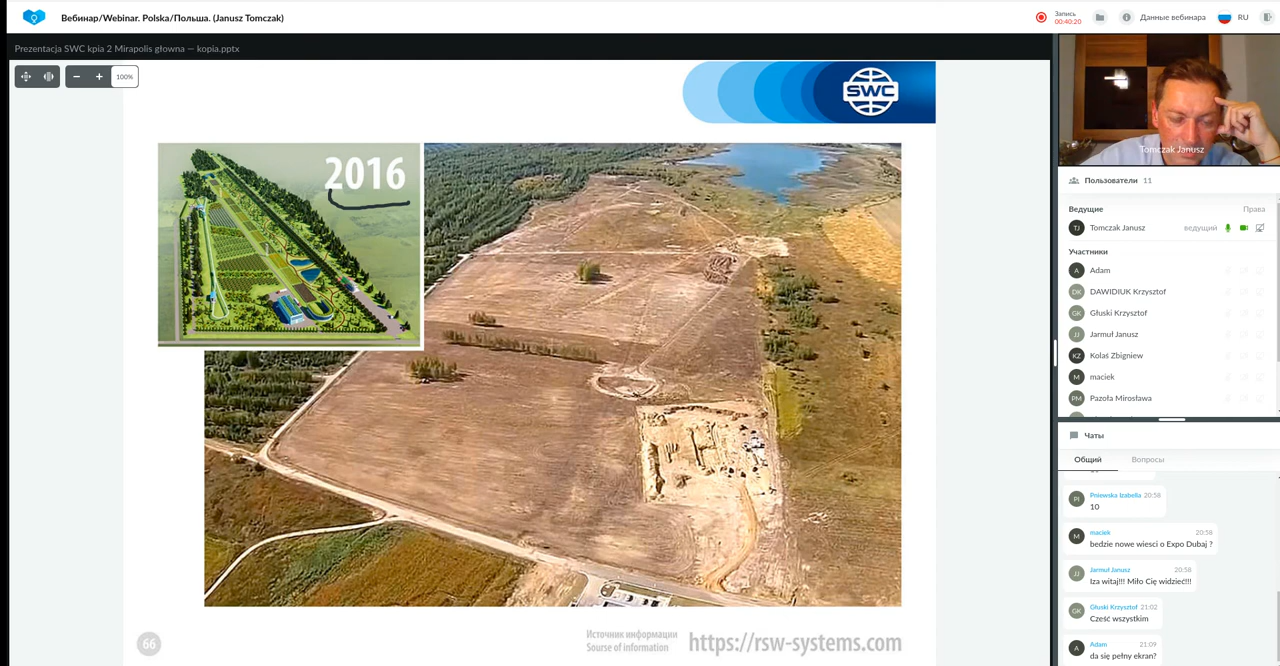 Вебинар/Webinar. Polska/Польша. (Janusz Tomczak)
Запись
00:40:20
Данные вебинара
RU
Prezentacja SWC kpia 2 Mirapolis głowna — kopia.pptx
100%
SWC
2016
66
Источник информации
Sourse of information
https://rsw-systems.com
Tomczak Janusz
Пользователи 11
Ведущие
Права
TJ Tomczak Janusz ведущий
Участники
A Adam
DK DAWIDIUK Krzysztof
GK Głuski Krzysztof
JJ Jarmuł Janusz
KZ Kolaś Zbigniew
M maciek
PM Pazoła Mirosława
Чаты
Общий Вопросы
PI Pniewska Izabella 20:58
10
M maciek 20:58
bedzie nowe wiesci o Expo Dubaj ?
JJ Jarmuł Janusz 20:58
Iza witaj!!! Miło Cię widzieć!!!
GK Głuski Krzysztof 21:02
Cześć wszystkim
A Adam 21:09
da się pełny ekran?